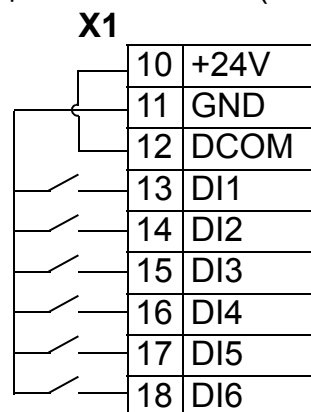 X1
10 +24V
11 GND
12 DCOM
13 DI1
14 DI2
15 DI3
16 DI4
17 DI5
18 DI6